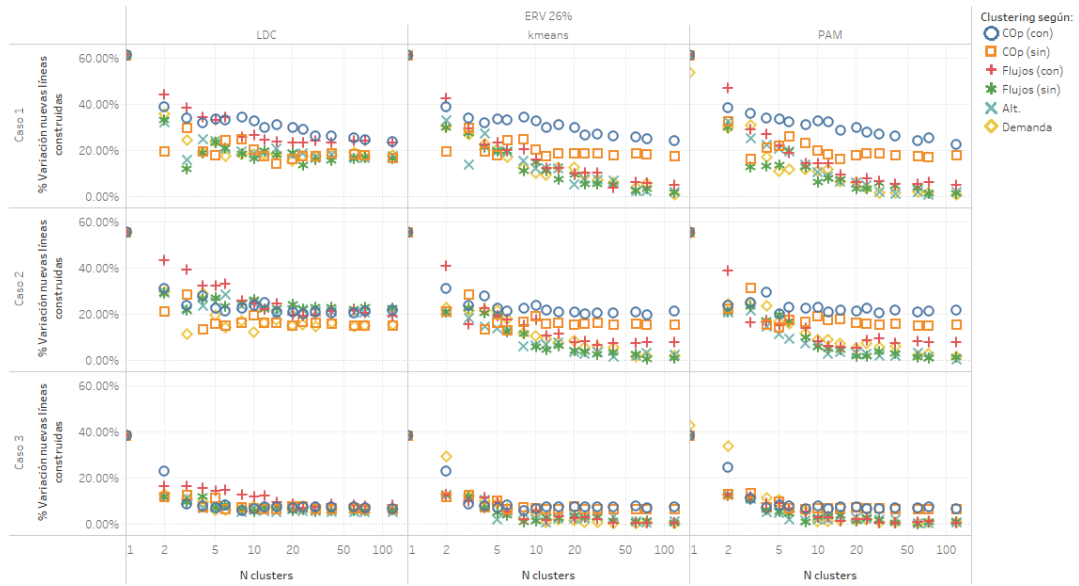 ERV 26%
LDC
kmeans
PAM
Clustering según:
COp (con)
COp (sin)
Flujos (con)
Flujos (sin)
Alt.
Demanda
Caso 1
% Variación nuevas líneas
construidas
60.00%
40.00%
20.00%
0.00%
Caso 2
% Variación nuevas líneas
construidas
60.00%
40.00%
20.00%
0.00%
Caso 3
% Variación nuevas líneas
construidas
60.00%
40.00%
20.00%
0.00%
1 2 5 10 20 50 100
1 2 5 10 20 50 100
1 2 5 10 20 50 100
N clusters
N clusters
N clusters